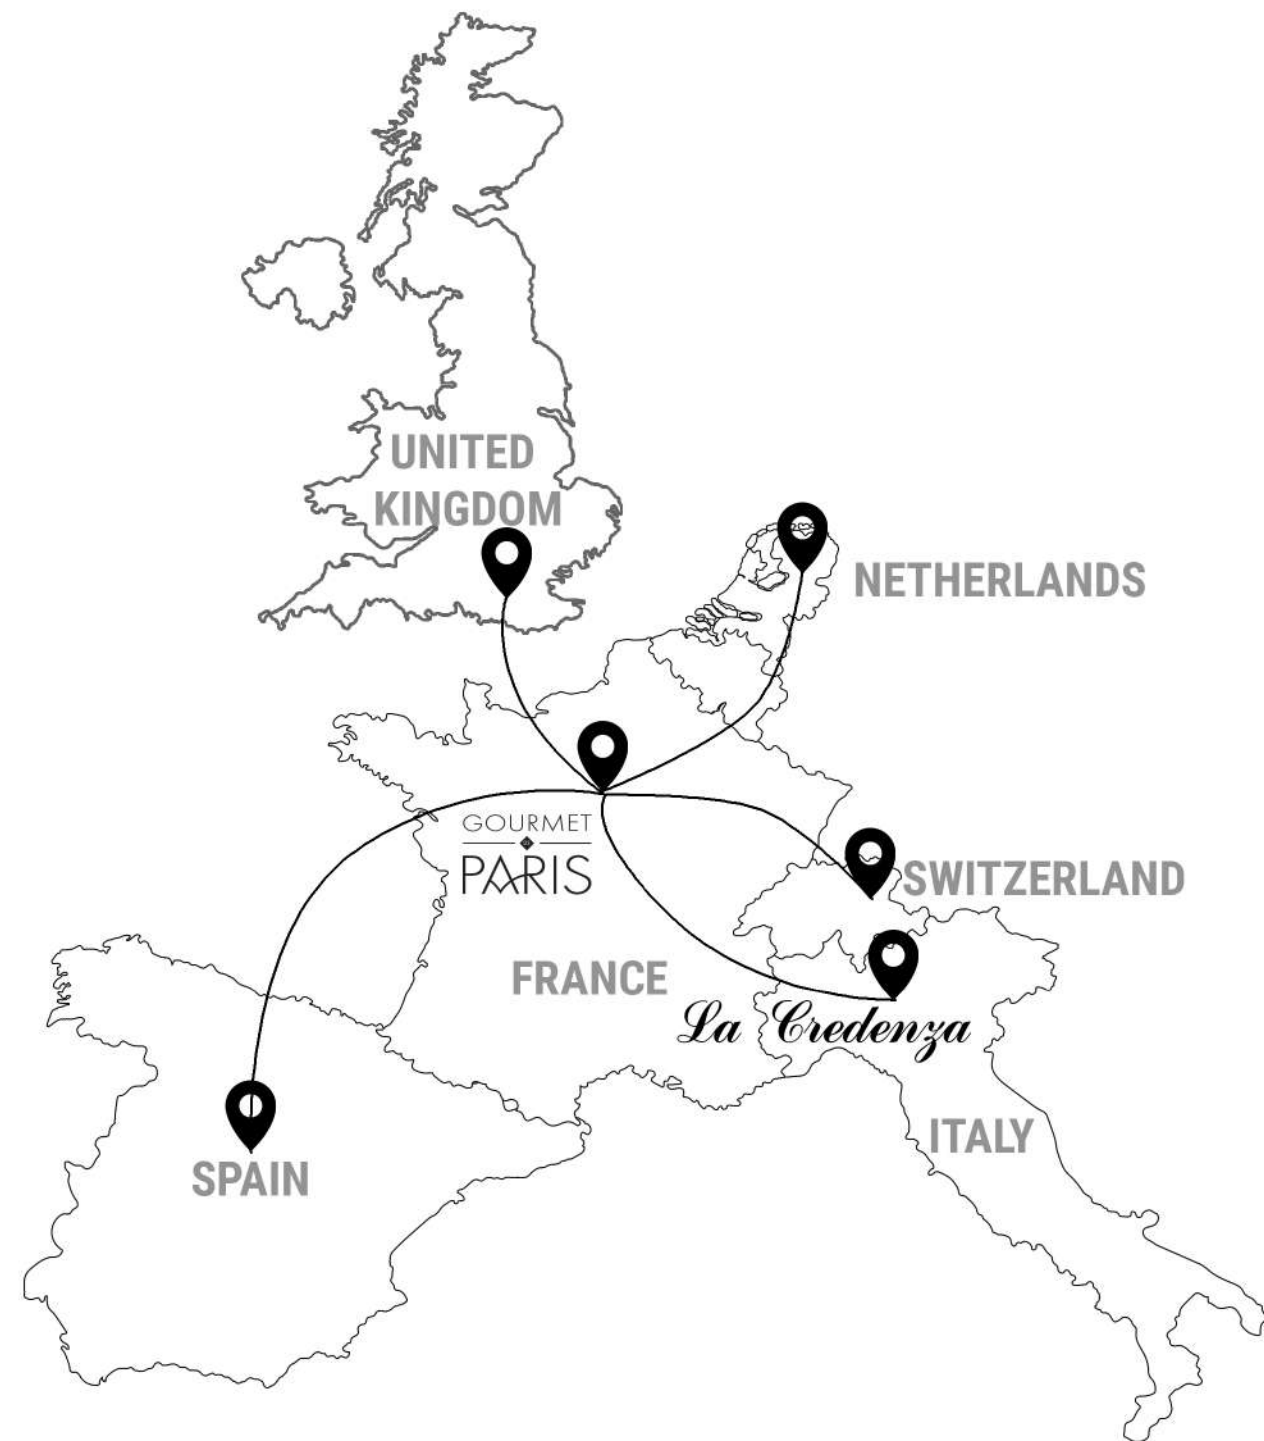 UNITED
KINGDOM
NETHERLANDS
GOURMET
PARIS
SWITZERLAND
FRANCE
La Credenza
ITALY
SPAIN